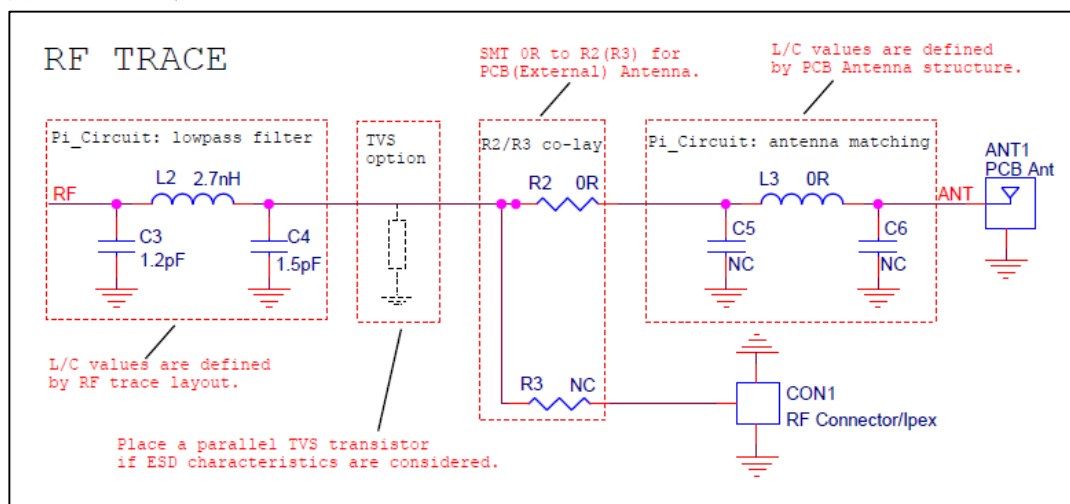 RF TRACE
SMT 0R to R2(R3) for
PCB(External) Antenna.
L/C values are defined
by PCB Antenna structure.
Pi_Circuit: lowpass filter
TVS
option
R2/R3 co-lay
Pi_Circuit: antenna matching
ANT1
PCB Ant
RF
L2 2.7nH
R2 0R
L3 0R
ANT
C3
1.2pF
C4
1.5pF
C5
NC
C6
NC
L/C values are defined
by RF trace layout.
R3 NC
CON1
RF Connector/Ipex
Place a parallel TVS transistor
if ESD characteristics are considered.